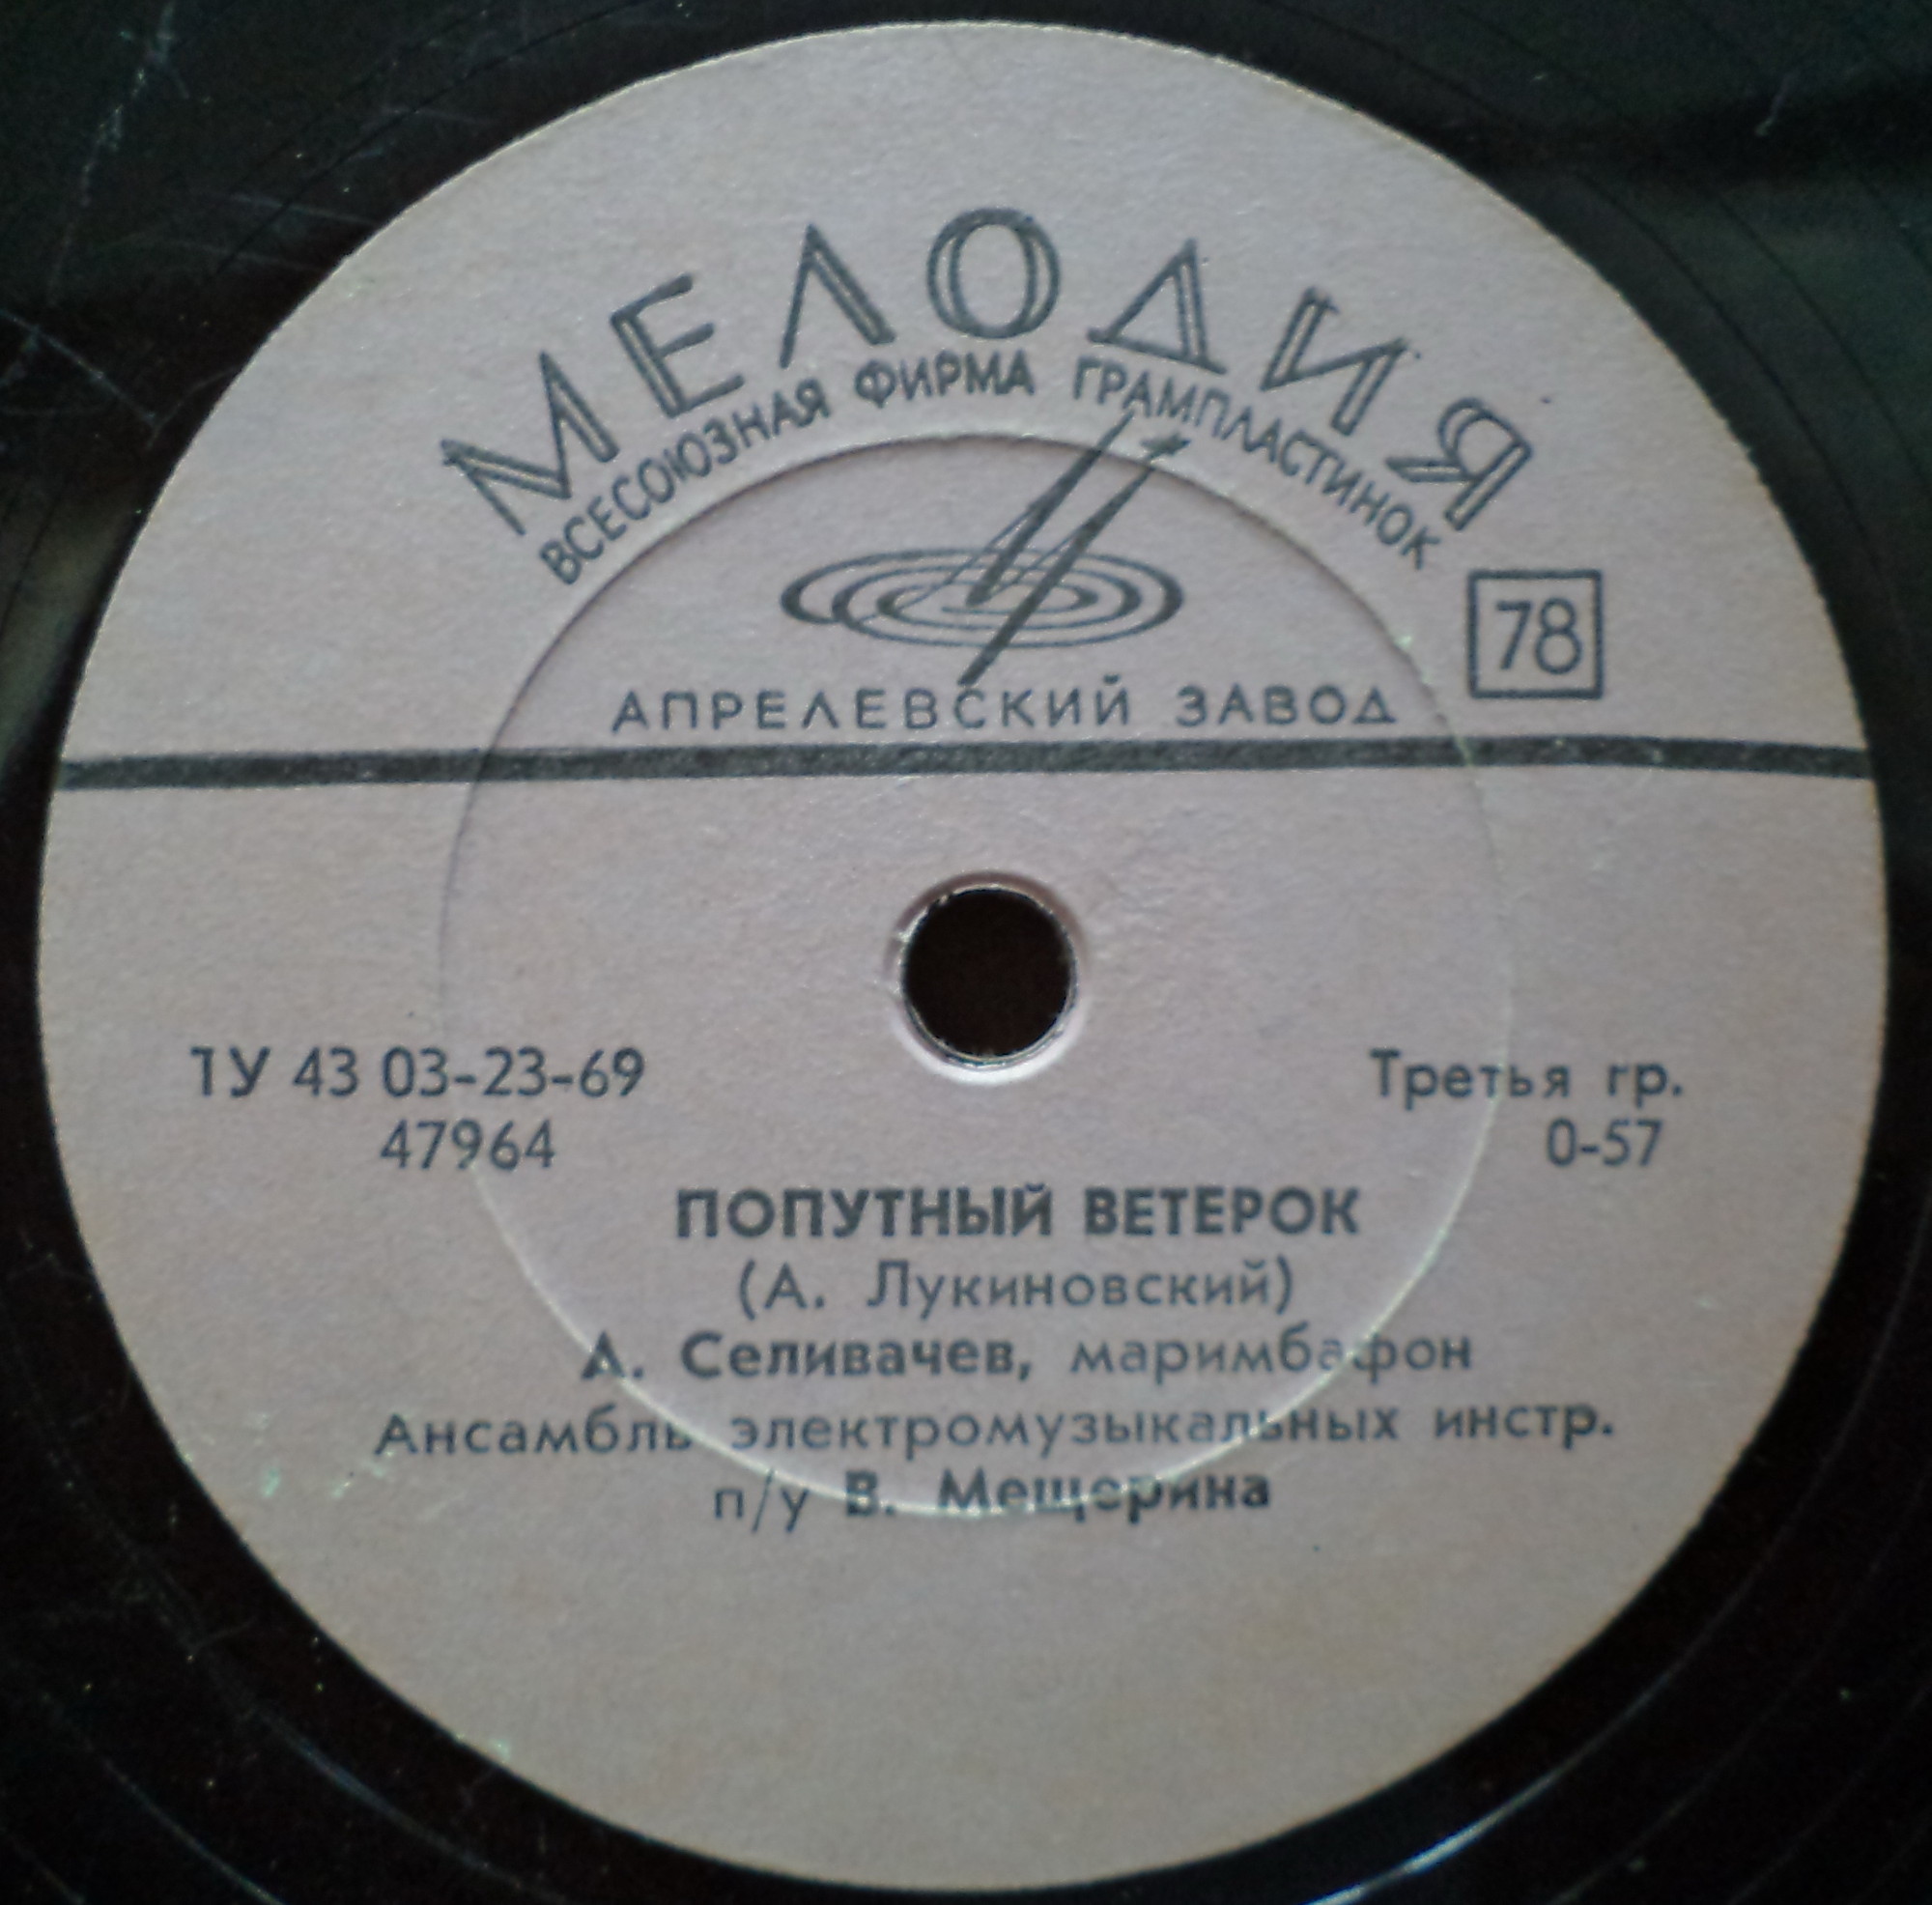 МЕЛОДИЯ
ВСЕСОЮЗНАЯ ФИРМА ГРАМПЛАСТИНОК
78
АПРЕЛЕВСКИЙ ЗАВОД
ТУ 43 03-23-69
Третья гр.
47964
0-57
ПОПУТНЫЙ ВЕТЕРОК
(А. Лукиновский)
А. Селивачев, маримбафон
Ансамбль электромузыкальных инстр.
п/у В. Мещерина